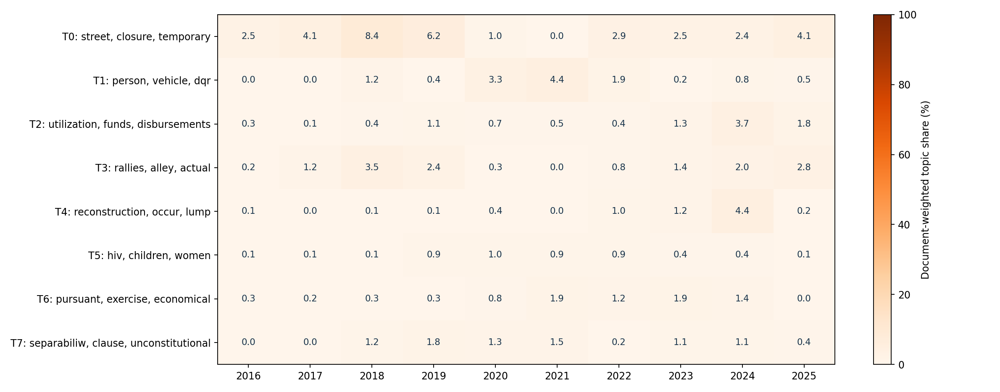 T0: street, closure, temporary 2.5 4.1 8.4 6.2 1.0 0.0 2.9 2.5 2.4 4.1
T1: person, vehicle, dqr 0.0 0.0 1.2 0.4 3.3 4.4 1.9 0.2 0.8 0.5
T2: utilization, funds, disbursements 0.3 0.1 0.4 1.1 0.7 0.5 0.4 1.3 3.7 1.8
T3: rallies, alley, actual 0.2 1.2 3.5 2.4 0.3 0.0 0.8 1.4 2.0 2.8
T4: reconstruction, occur, lump 0.1 0.0 0.1 0.1 0.4 0.0 1.0 1.2 4.4 0.2
T5: hiv, children, women 0.1 0.1 0.1 0.9 1.0 0.9 0.9 0.4 0.4 0.1
T6: pursuant, exercise, economical 0.3 0.2 0.3 0.3 0.8 1.9 1.2 1.9 1.4 0.0
T7: separabiliw, clause, unconstitutional 0.0 0.0 1.2 1.8 1.3 1.5 0.2 1.1 1.1 0.4
2016 2017 2018 2019 2020 2021 2022 2023 2024 2025
100
80
60
40
20
0
Document-weighted topic share (%)